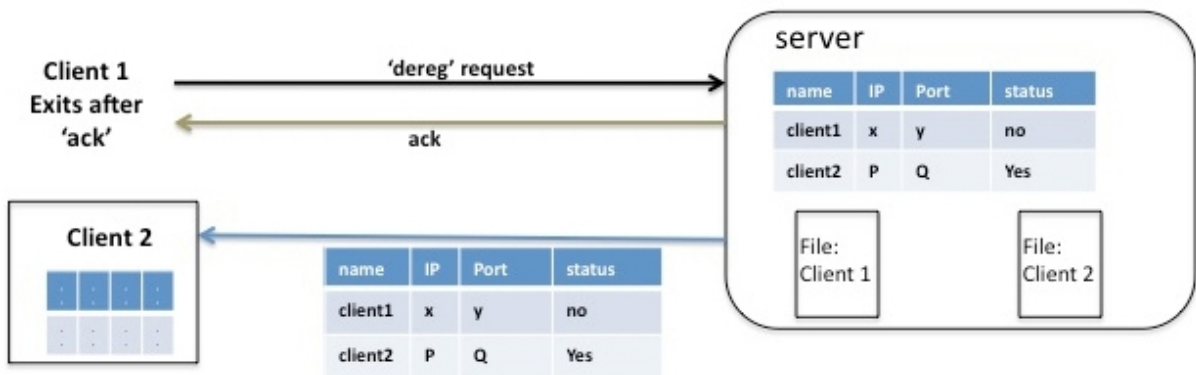 Client 1
Exits after
'ack'
'dereg' request
ack
server
name IP Port status
client1 x y no
client2 P Q Yes
File:
Client 1
File:
Client 2
Client 2
: : : :
: : : :
name IP Port status
client1 x y no
client2 P Q Yes